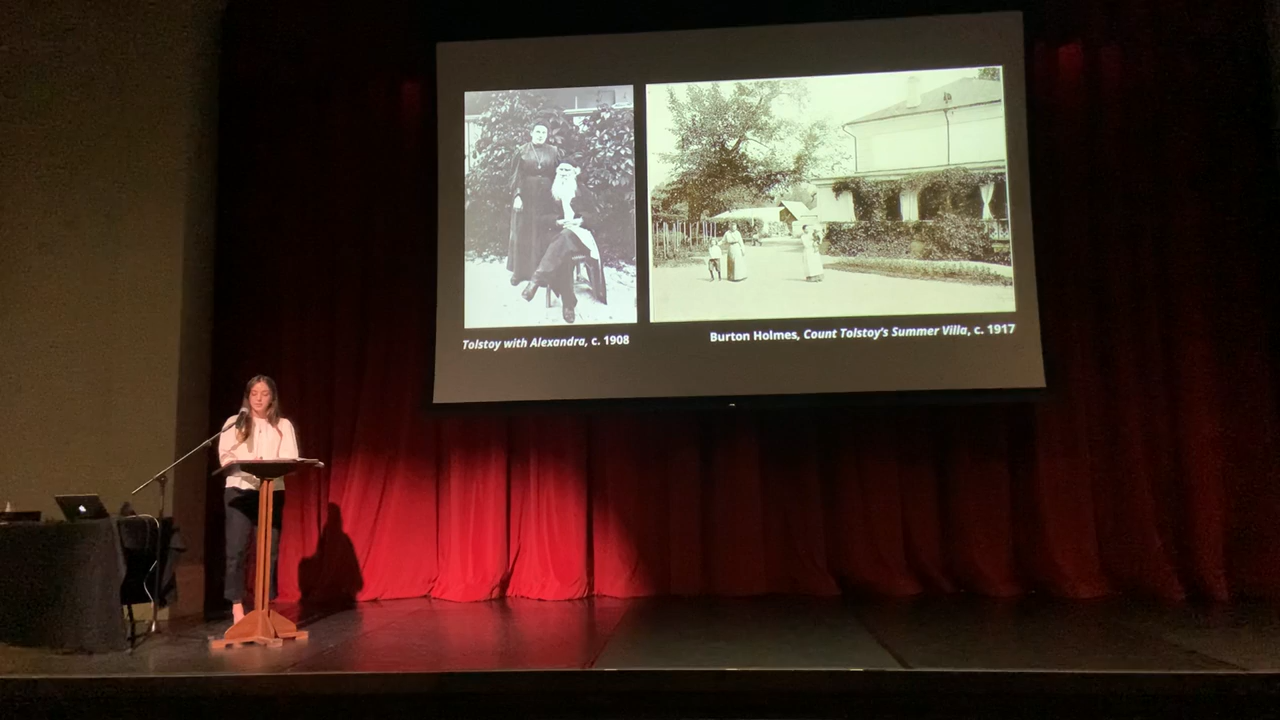 Tolstoy with Alexandra, c. 1908
Burton Holmes, Count Tolstoy's Summer Villa, c. 1917